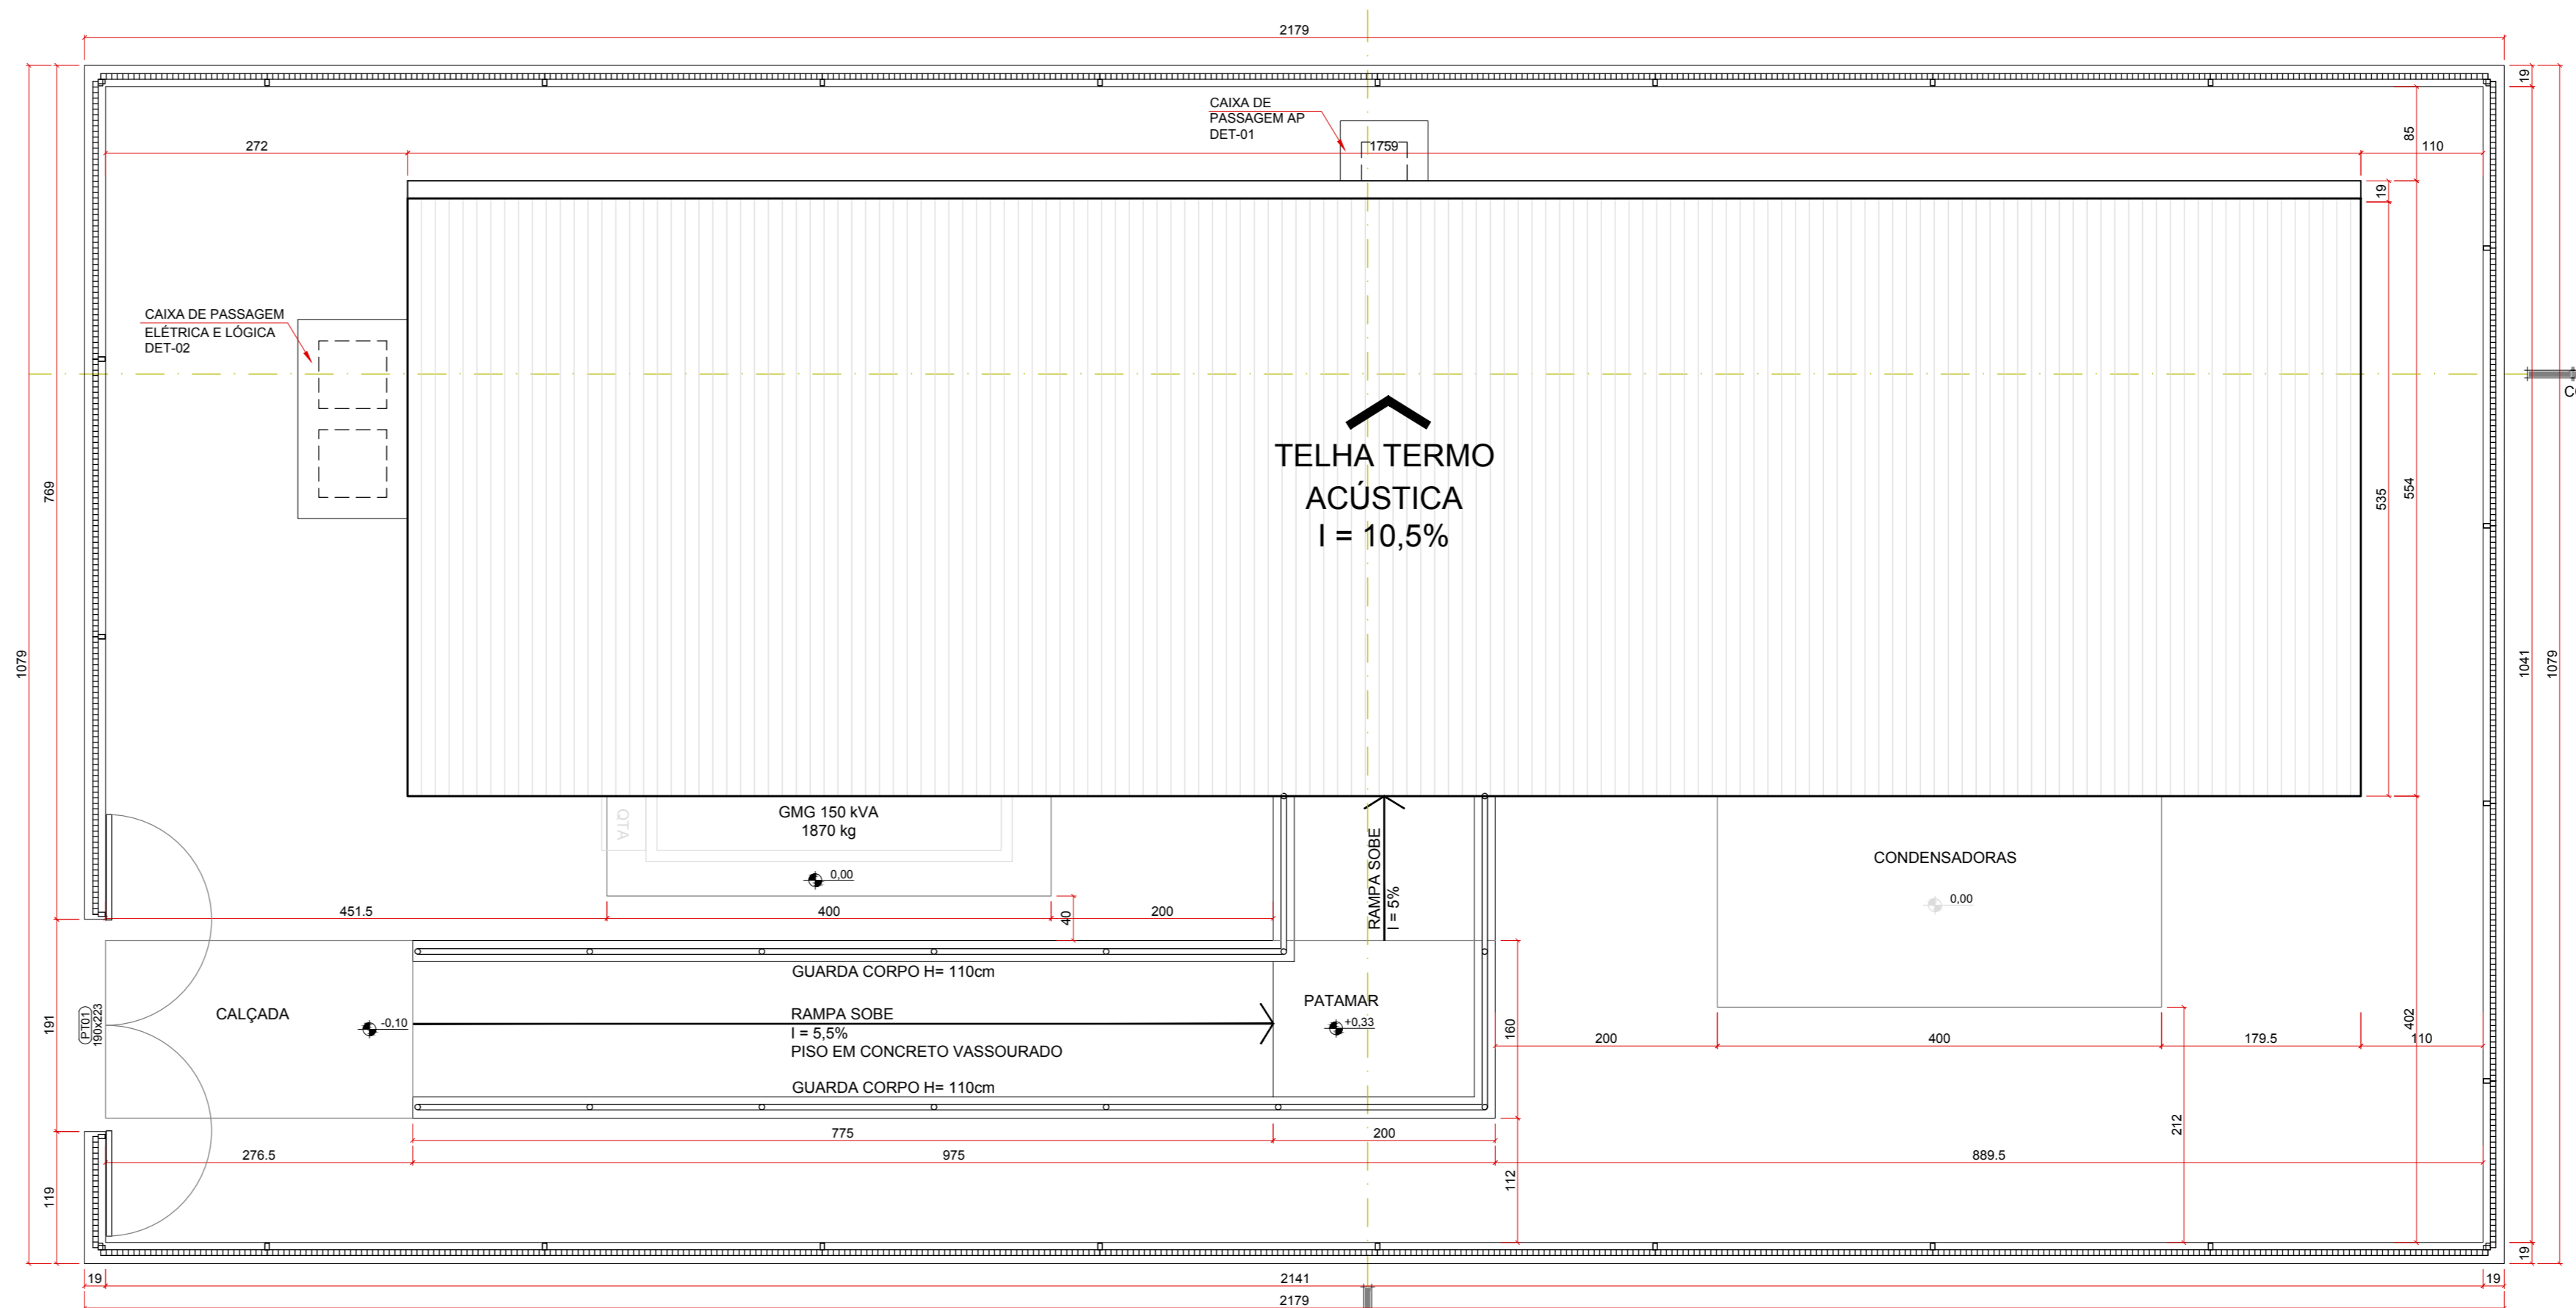 2179
19
CAIXA DE
PASSAGEM AP
DET-01
85
272
1759
110
19
CAIXA DE PASSAGEM
ELÉTRICA E LÓGICA
DET-02
TELHA TERMO
ACÚSTICA
I = 10,5%
769
535
554
1079
1041
1079
QTA
GMG 150 kVA
1870 kg
0,00
RAMPA SOBE
I = 5%
CONDENSADORAS
0,00
451.5
400
200
40
GUARDA CORPO H= 110cm
CALÇADA
-0,10
RAMPA SOBE
I = 5,5%
PISO EM CONCRETO VASSOURADO
PATAMAR
+0,33
PT01
190x223
191
160
402
200
400
179.5
110
GUARDA CORPO H= 110cm
775
200
212
276.5
975
889.5
119
112
19
19
2141
19
2179